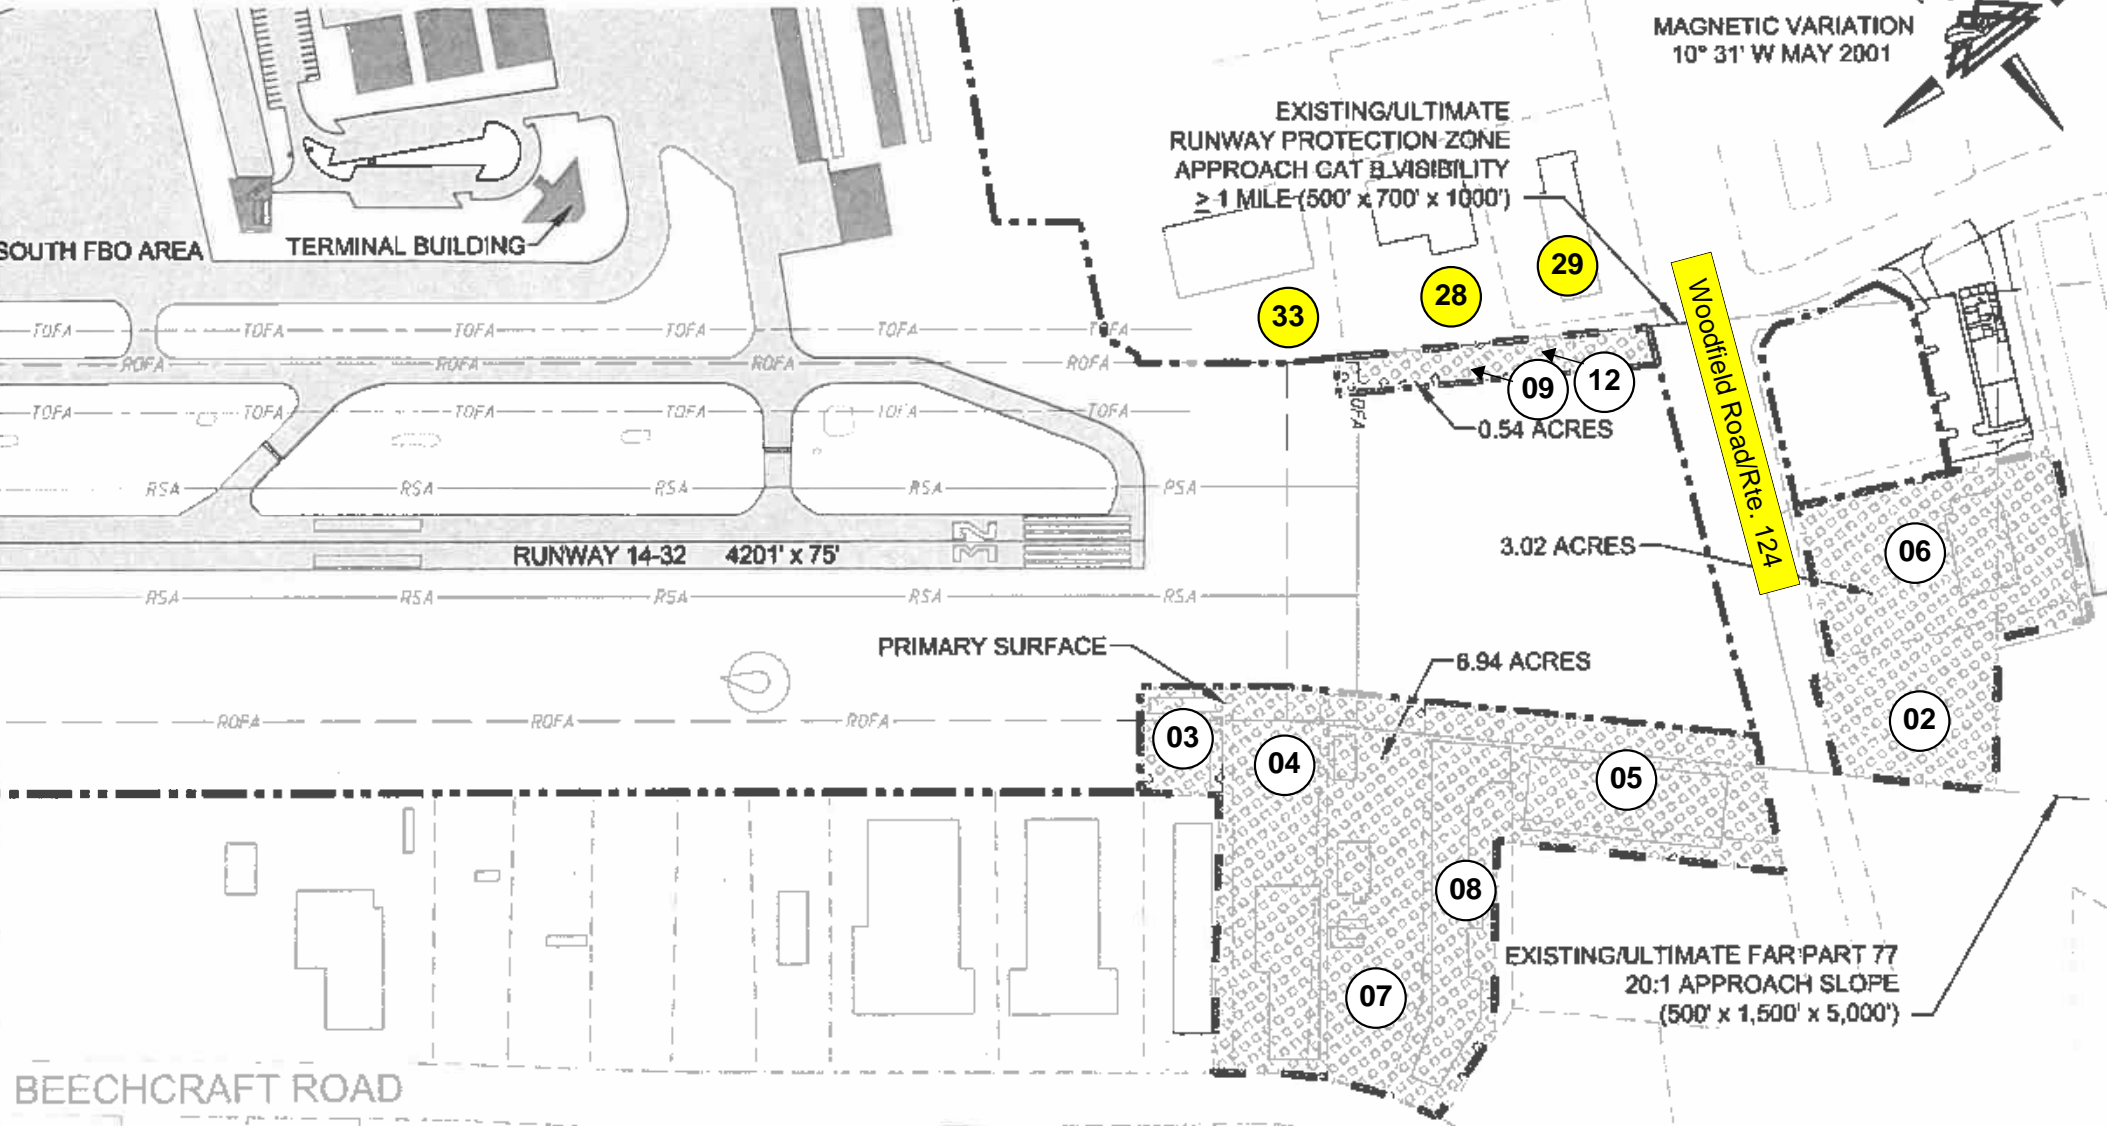 MAGNETIC VARIATION
10° 31' W MAY 2001
EXISTING/ULTIMATE
RUNWAY PROTECTION ZONE
APPROACH CAT B VISIBILITY
≥ 1 MILE (500' x 700' x 1000')
SOUTH FBO AREA
TERMINAL BUILDING
29
28
33
Woodfield Road/Rte. 124
TOFA TOFA TOFA TOFA TOFA TOFA
ROFA ROFA ROFA ROFA
09
12
ROFA
TOFA TOFA TOFA TOFA TOFA TOFA
0.54 ACRES
RSA RSA RSA RSA RSA
RUNWAY 14-32 4201' x 75'
32
3.02 ACRES
06
RSA RSA RSA RSA RSA
PRIMARY SURFACE
6.94 ACRES
ROFA ROFA ROFA
02
03
04
05
08
07
EXISTING/ULTIMATE FAR PART 77
20:1 APPROACH SLOPE
(500' x 1,500' x 5,000')
BEECHCRAFT ROAD